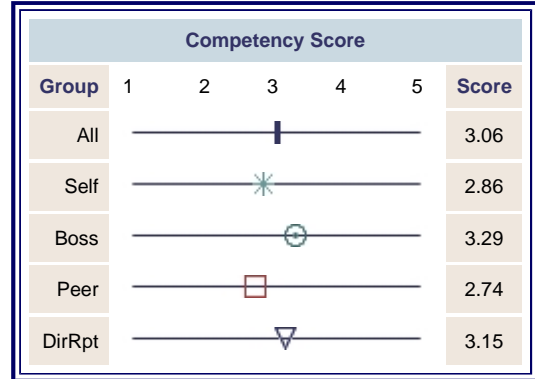 Competency Score
Group 1 2 3 4 5 Score
All 3.06
Self 2.86
Boss 3.29
Peer 2.74
DirRpt 3.15